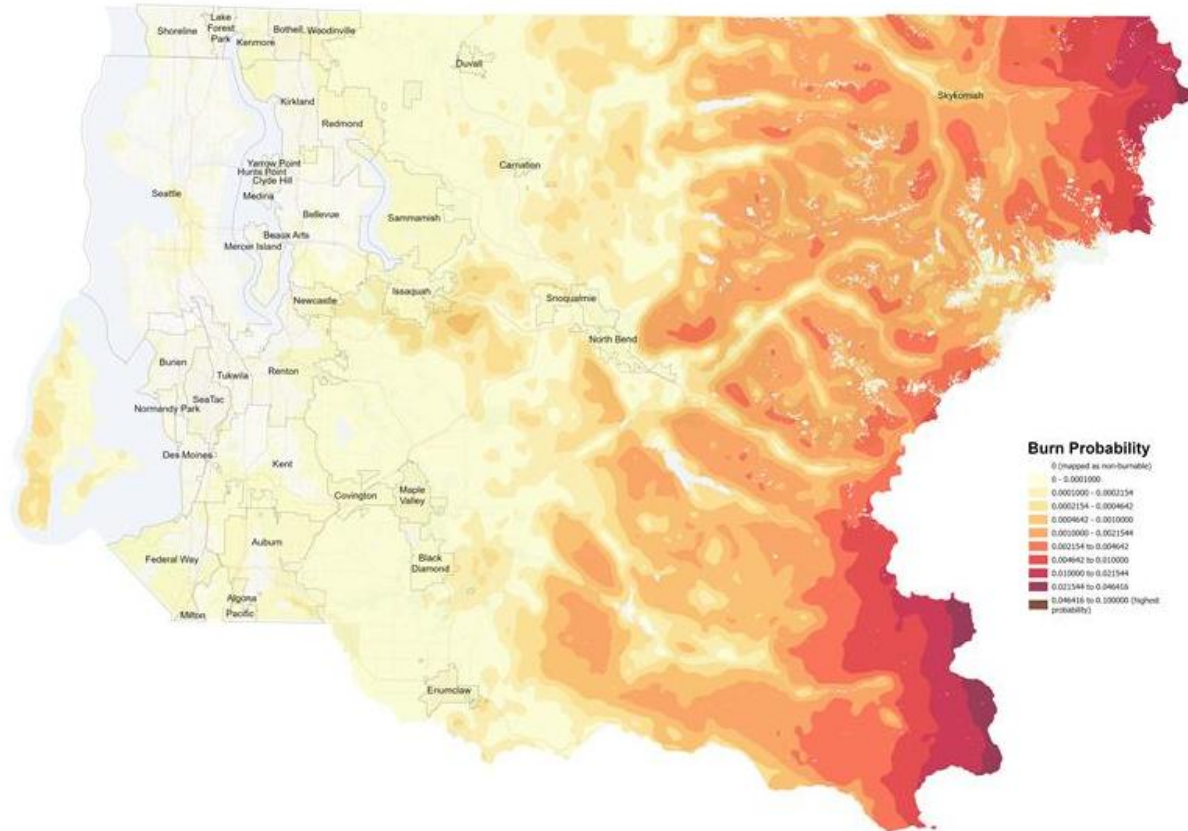 Shoreline
Lake
Forest
Park
Kenmore
Bothell
Woodinville
Duvall
Kirkland
Redmond
Skykomish
Yarrow Point
Hunts Point
Clyde Hill
Carnation
Seattle
Medina
Bellevue
Sammamish
Beaux Arts
Mercer Island
Newcastle
Issaquah
Snoqualmie
North Bend
Burien
Tukwila
Renton
SeaTac
Normandy Park
Des Moines
Kent
Covington
Maple
Valley
Auburn
Federal Way
Black
Diamond
Algona
Milton
Pacific
Enumclaw
Burn Probability
0 (mapped as non-burnable)
0 - 0.0001000
0.0001000 - 0.0002154
0.0002154 - 0.0004642
0.0004642 - 0.0010000
0.0010000 - 0.0021544
0.002154 to 0.004642
0.004642 to 0.010000
0.010000 to 0.021544
0.021544 to 0.046416
0.046416 to 0.100000 (highest
probability)